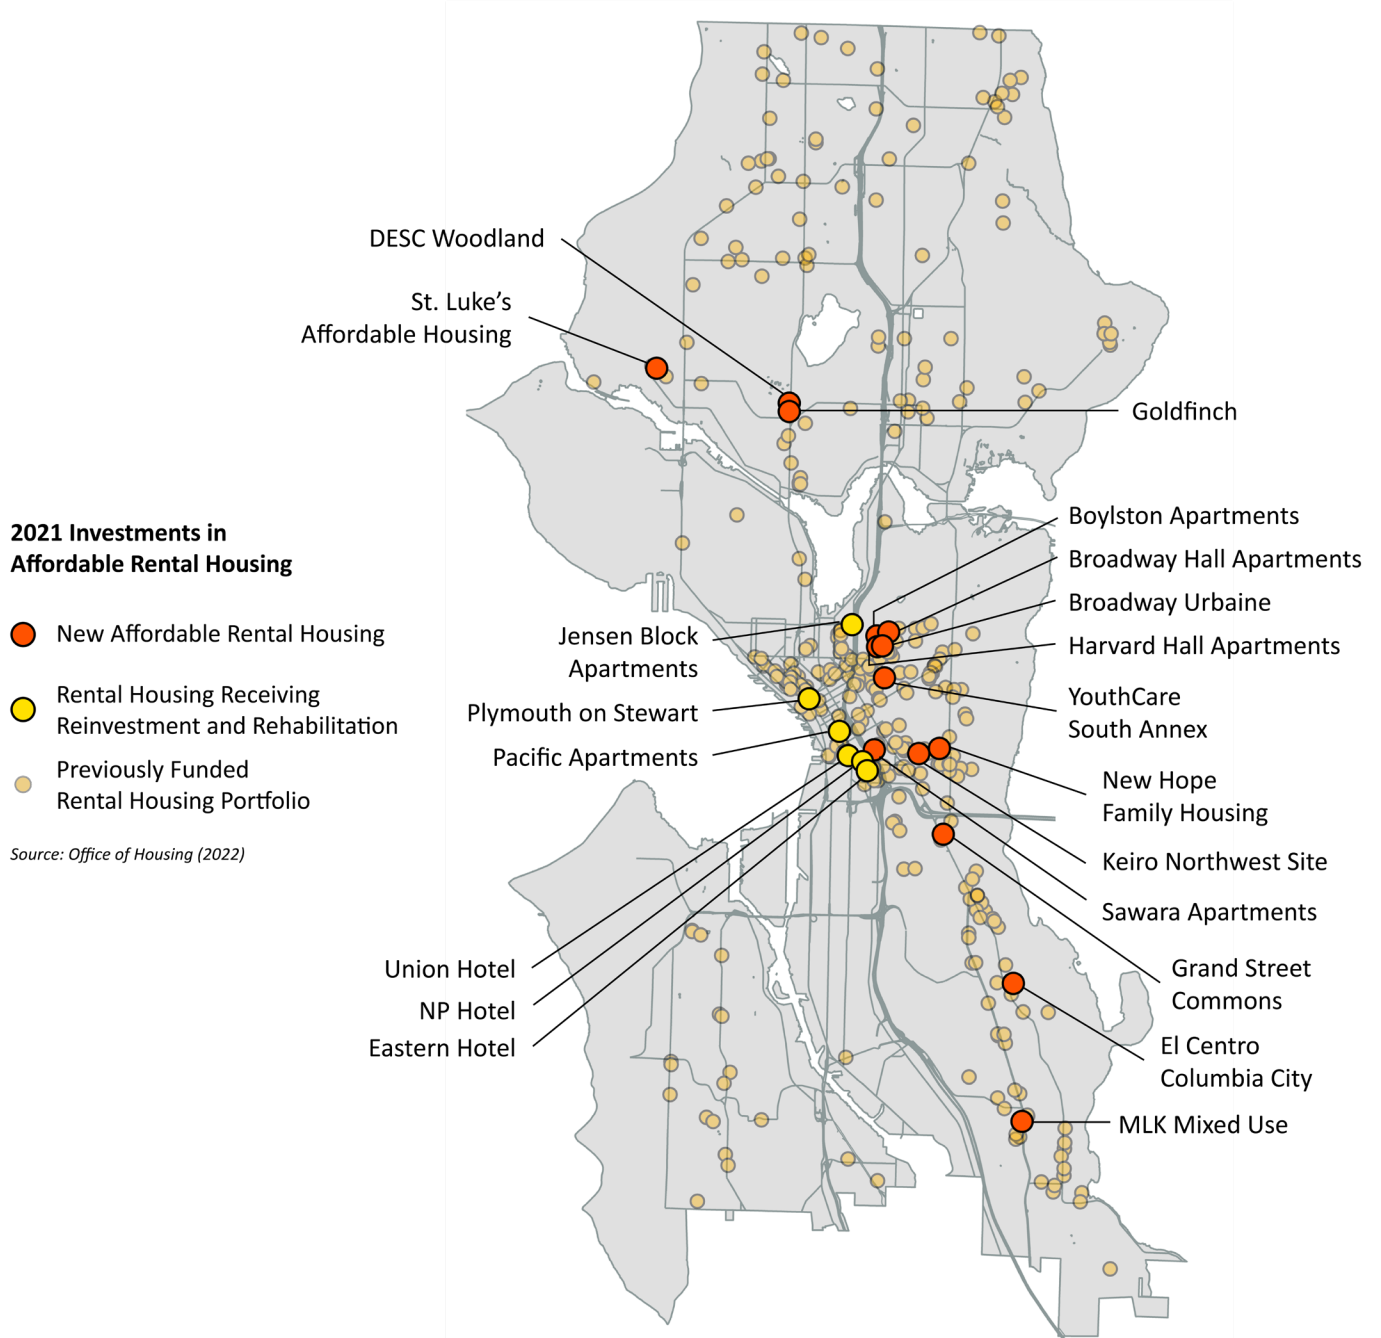 DESC Woodland
St. Luke's
Affordable Housing
Goldfinch
2021 Investments in
Affordable Rental Housing
New Affordable Rental Housing
Rental Housing Receiving
Reinvestment and Rehabilitation
Previously Funded
Rental Housing Portfolio
Source: Office of Housing (2022)
Jensen Block
Apartments
Plymouth on Stewart
Pacific Apartments
Union Hotel
NP Hotel
Eastern Hotel
Boylston Apartments
Broadway Hall Apartments
Broadway Urbaine
Harvard Hall Apartments
YouthCare
South Annex
New Hope
Family Housing
Keiro Northwest Site
Sawara Apartments
Grand Street
Commons
El Centro
Columbia City
MLK Mixed Use